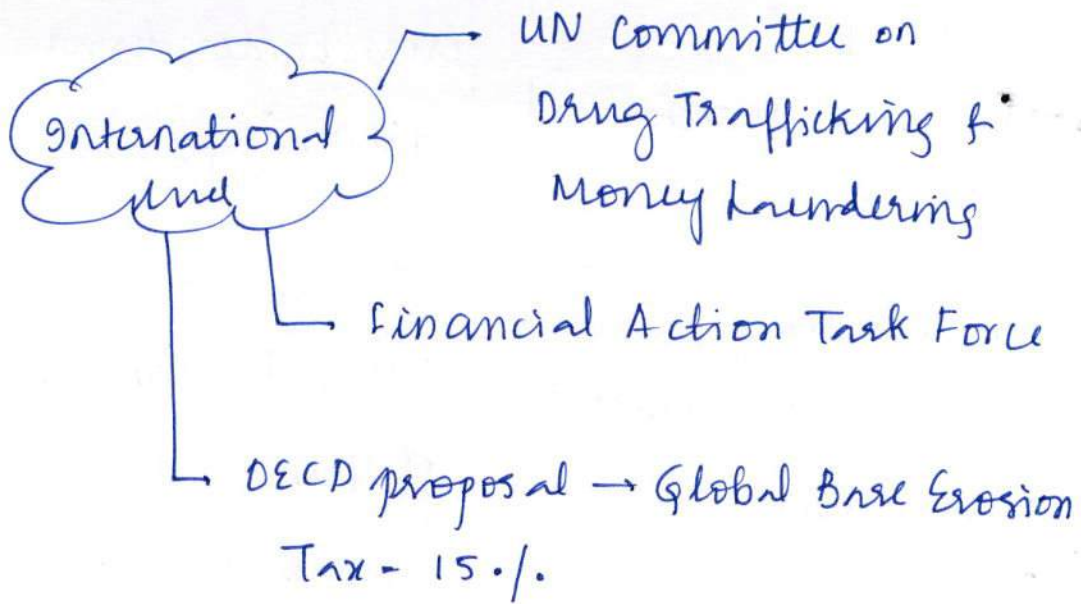 UN Committee on
Drug Trafficking &
Money Laundering
International
level
Financial Action Task Force
OECD proposal → Global Base Erosion
Tax - 15 %